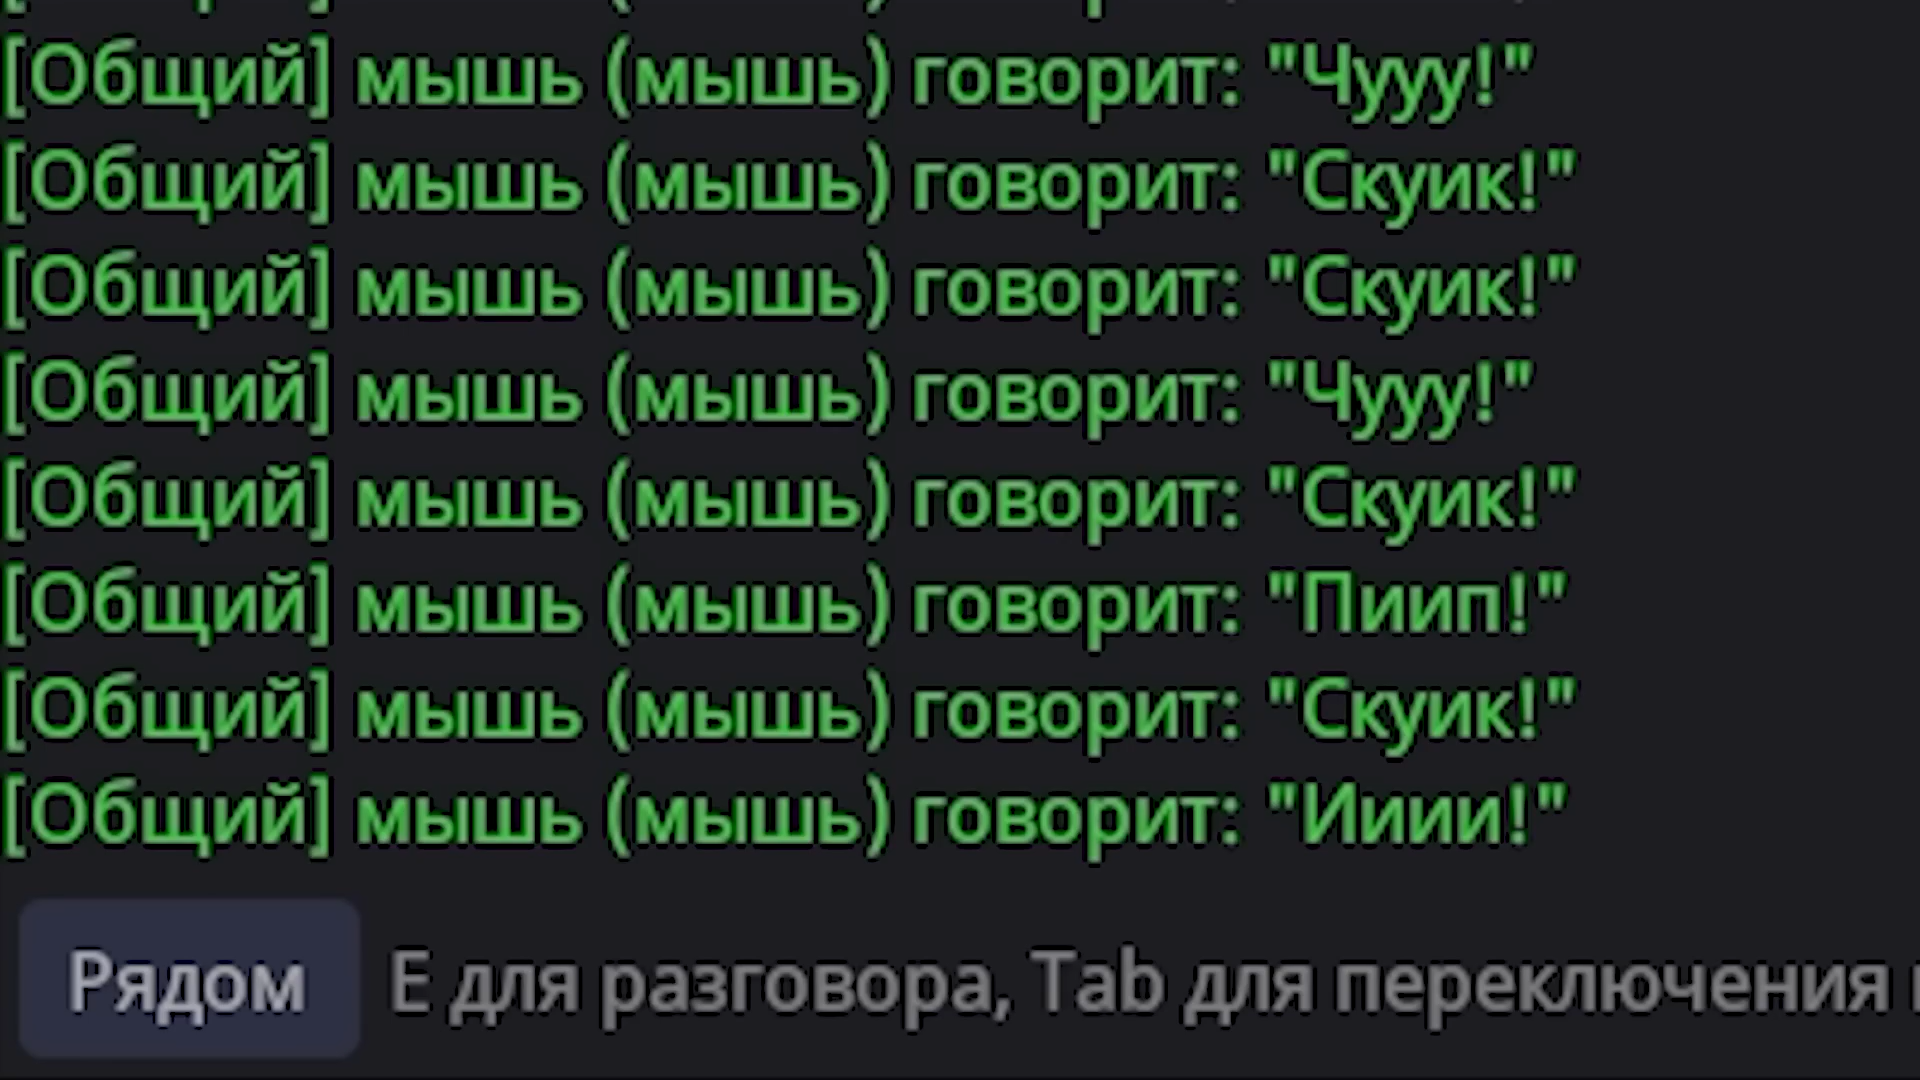 [Общий] мышь (мышь) говорит: "Чууу!"
[Общий] мышь (мышь) говорит: "Скуик!"
[Общий] мышь (мышь) говорит: "Скуик!"
[Общий] мышь (мышь) говорит: "Чууу!"
[Общий] мышь (мышь) говорит: "Скуик!"
[Общий] мышь (мышь) говорит: "Пиип!"
[Общий] мышь (мышь) говорит: "Скуик!"
[Общий] мышь (мышь) говорит: "Ииии!"
Рядом E для разговора, Tab для переключения